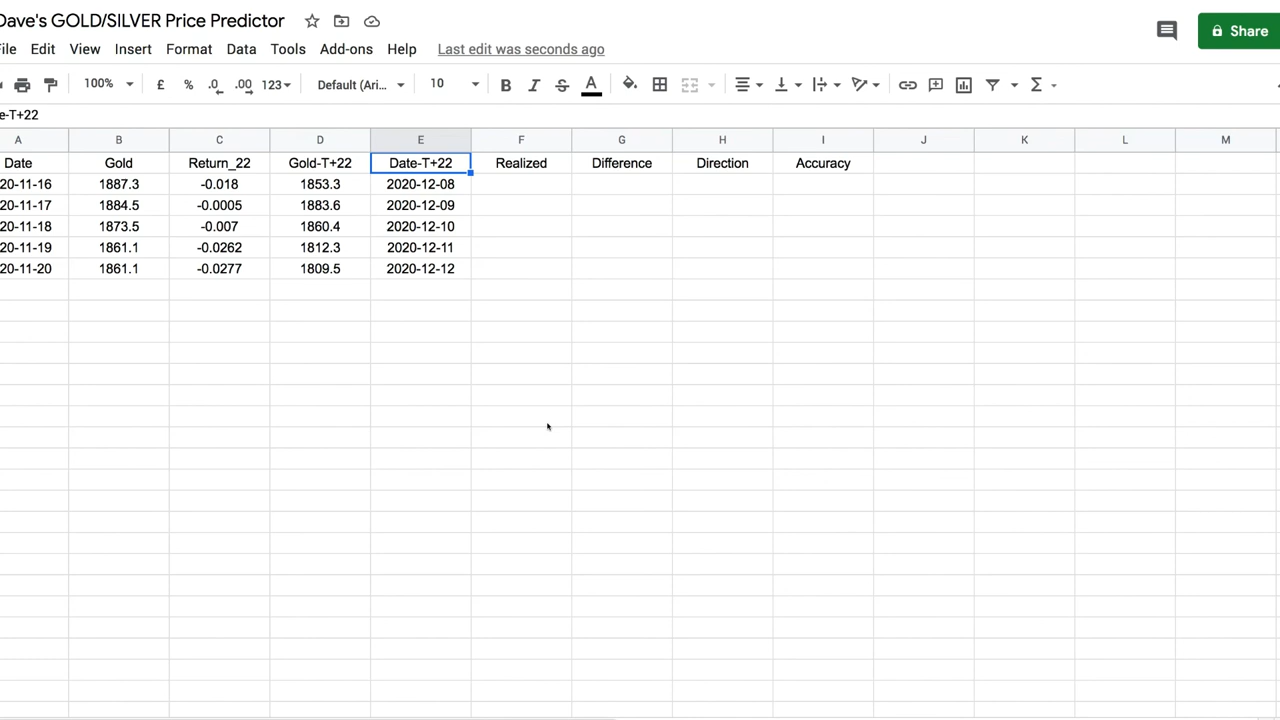 Dave's GOLD/SILVER Price Predictor
File Edit View Insert Format Data Tools Add-ons Help Last edit was seconds ago
Share
100% £ % .0 .00 123 Default (Ari... 10 B I S A Σ
e-T+22
A B C D E F G H I J K L M
Date Gold Return_22 Gold-T+22 Date-T+22 Realized Difference Direction Accuracy
20-11-16 1887.3 -0.018 1853.3 2020-12-08
20-11-17 1884.5 -0.0005 1883.6 2020-12-09
20-11-18 1873.5 -0.007 1860.4 2020-12-10
20-11-19 1861.1 -0.0262 1812.3 2020-12-11
20-11-20 1861.1 -0.0277 1809.5 2020-12-12